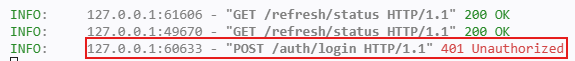 INFO:     127.0.0.1:61606 - "GET /refresh/status HTTP/1.1" 200 OK
INFO:     127.0.0.1:49670 - "GET /refresh/status HTTP/1.1" 200 OK
INFO:     127.0.0.1:60633 - "POST /auth/login HTTP/1.1" 401 Unauthorized